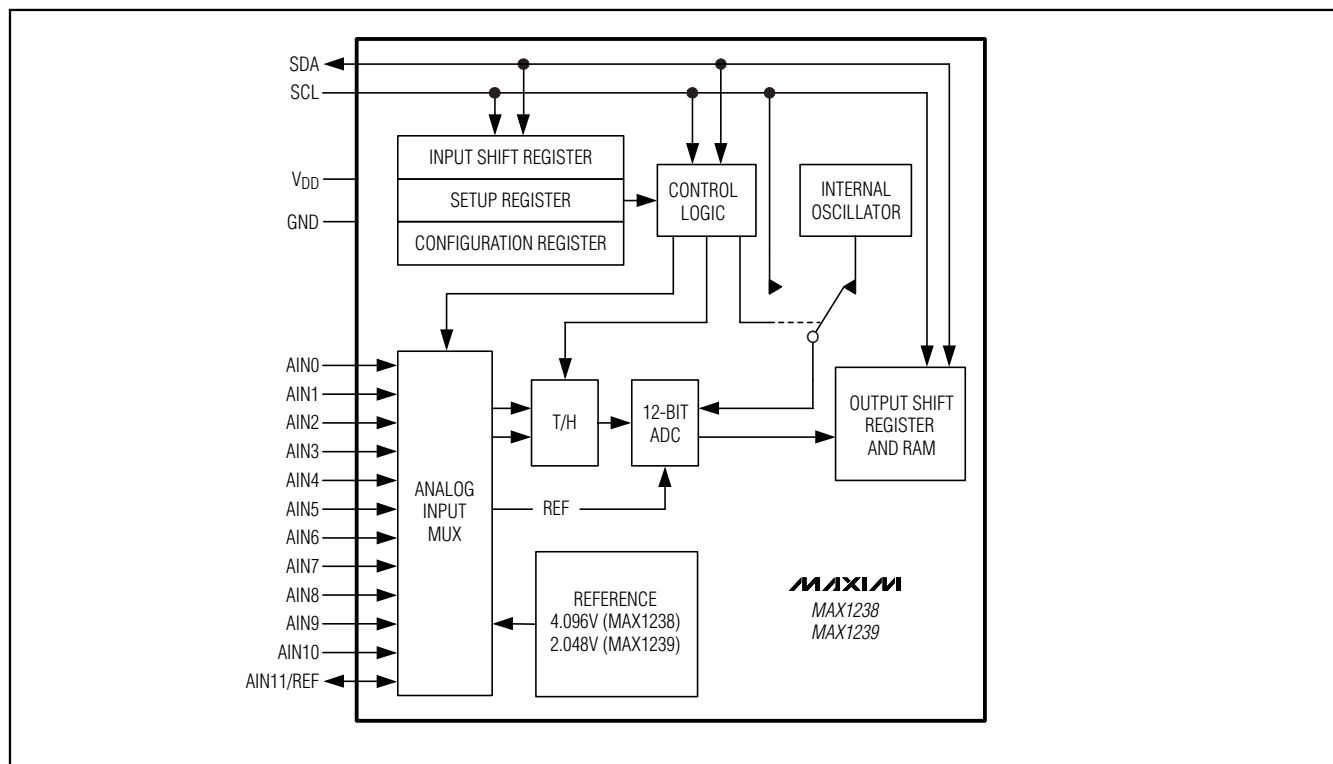 SDA
SCL
VDD
GND
INPUT SHIFT REGISTER
SETUP REGISTER
CONFIGURATION REGISTER
CONTROL
LOGIC
INTERNAL
OSCILLATOR
AIN0
AIN1
AIN2
AIN3
AIN4
AIN5
AIN6
AIN7
AIN8
AIN9
AIN10
AIN11/REF
ANALOG
INPUT
MUX
T/H
12-BIT
ADC
REF
OUTPUT SHIFT
REGISTER
AND RAM
REFERENCE
4.096V (MAX1238)
2.048V (MAX1239)
MAXIM
MAX1238
MAX1239